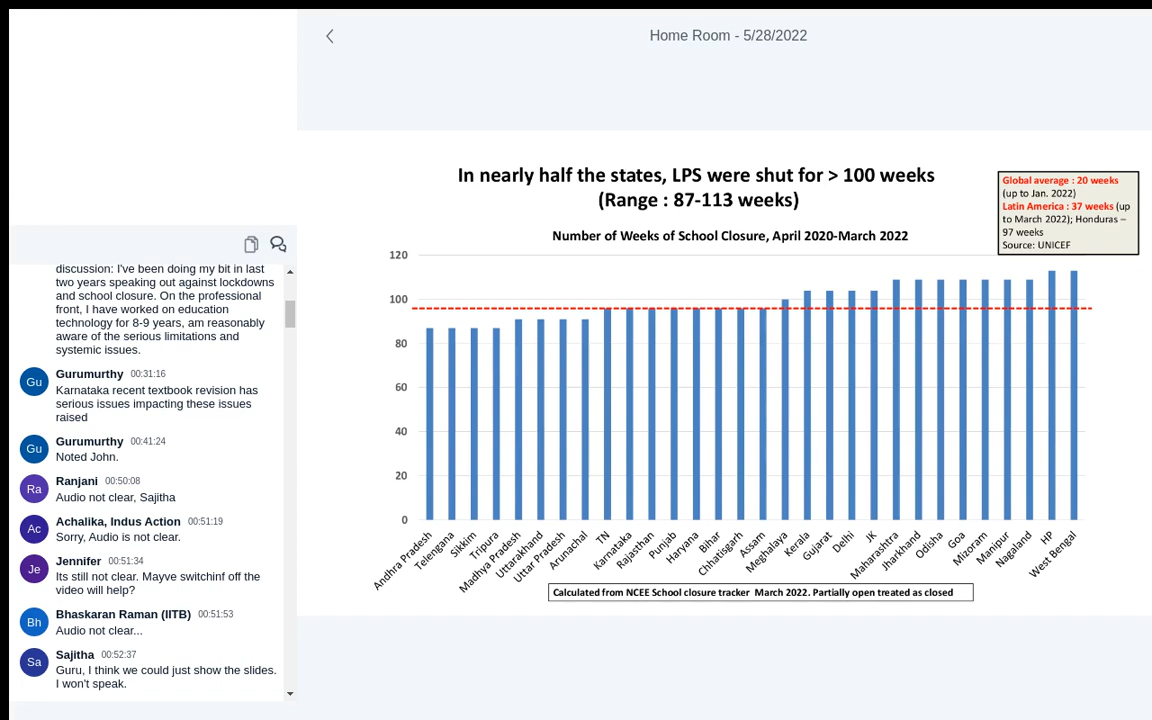 Home Room - 5/28/2022
discussion: I've been doing my bit in last
two years speaking out against lockdowns
and school closure. On the professional
front, I have worked on education
technology for 8-9 years, am reasonably
aware of the serious limitations and
systemic issues.
Gu
Gurumurthy 00:31:16
Karnataka recent textbook revision has
serious issues impacting these issues
raised
Gu
Gurumurthy 00:41:24
Noted John.
Ra
Ranjani 00:50:08
Audio not clear, Sajitha
Ac
Achalika, Indus Action 00:51:19
Sorry, Audio is not clear.
Je
Jennifer 00:51:34
Its still not clear. Mayve switchinf off the
video will help?
Bh
Bhaskaran Raman (IITB) 00:51:53
Audio not clear...
Sa
Sajitha 00:52:37
Guru, I think we could just show the slides.
I won't speak.
In nearly half the states, LPS were shut for > 100 weeks
(Range : 87-113 weeks)
Global average : 20 weeks
(up to Jan. 2022)
Latin America : 37 weeks (up
to March 2022); Honduras –
97 weeks
Source: UNICEF
Number of Weeks of School Closure, April 2020-March 2022
120
100
80
60
40
20
0
Andhra Pradesh
Telengana
Sikkim
Tripura
Madhya Pradesh
Uttarakhand
Uttar Pradesh
Arunachal
TN
Karnataka
Rajasthan
Punjab
Haryana
Bihar
Chhatisgarh
Assam
Meghalaya
Kerala
Gujarat
Delhi
JK
Maharashtra
Jharkhand
Odisha
Goa
Mizoram
Manipur
Nagaland
HP
West Bengal
Calculated from NCEE School closure tracker March 2022. Partially open treated as closed